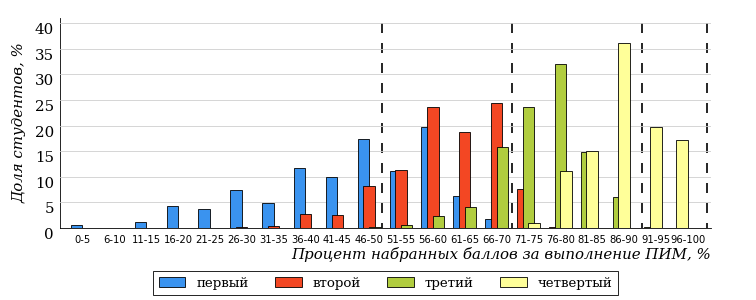 40
35
30
25
20
15
10
5
0
Доля студентов, %
0-5 6-10 11-15 16-20 21-25 26-30 31-35 36-40 41-45 46-50 51-55 56-60 61-65 66-70 71-75 76-80 81-85 86-90 91-95 96-100
Процент набранных баллов за выполнение ПИМ, %
первый второй третий четвертый